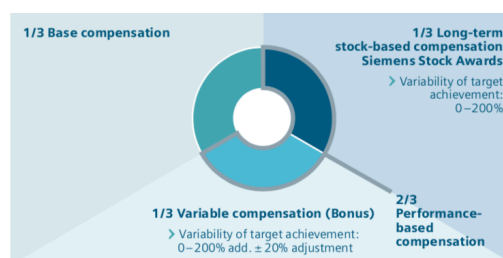 1/3 Base compensation
1/3 Long-term
stock-based compensation
Siemens Stock Awards
> Variability of target
achievement:
0–200%
1/3 Variable compensation (Bonus)
> Variability of target achievement:
0–200% add. ± 20% adjustment
2/3
Performance-
based
compensation